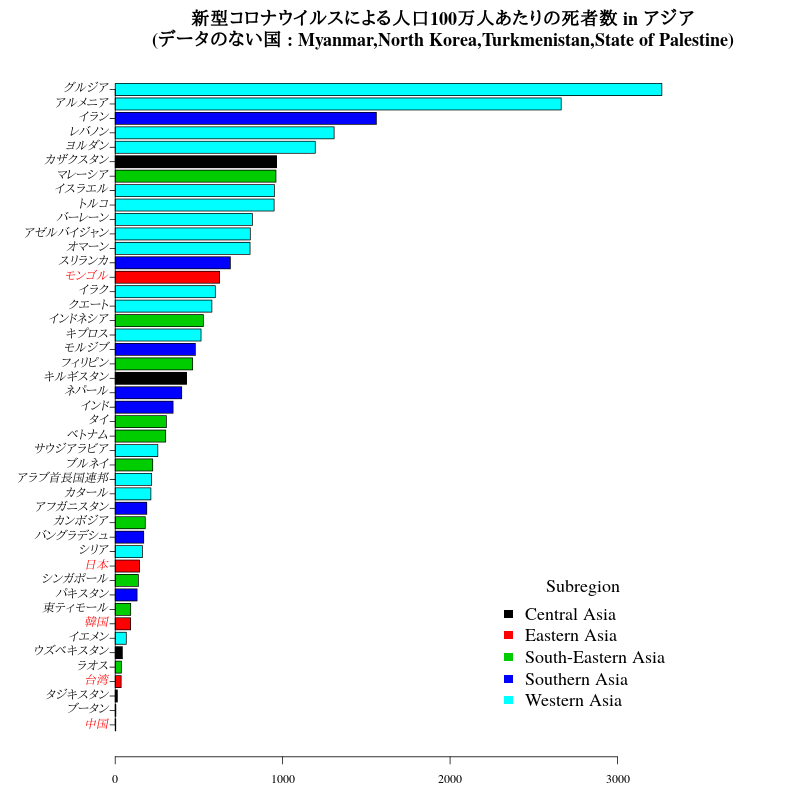 新型コロナウイルスによる人口100万人あたりの死者数 in アジア
(データのない国 : Myanmar,North Korea,Turkmenistan,State of Palestine)
グルジア
アルメニア
イラン
レバノン
ヨルダン
カザクスタン
マレーシア
イスラエル
トルコ
バーレーン
アゼルバイジャン
オマーン
スリランカ
モンゴル
イラク
クエート
インドネシア
キプロス
モルジブ
フィリピン
キルギスタン
ネパール
インド
タイ
ベトナム
サウジアラビア
ブルネイ
アラブ首長国連邦
カタール
アフガニスタン
カンボジア
バングラデシュ
シリア
日本
シンガポール
パキスタン
東ティモール
韓国
イエメン
ウズベキスタン
ラオス
台湾
タジキスタン
ブータン
中国
Subregion
Central Asia
Eastern Asia
South-Eastern Asia
Southern Asia
Western Asia
0 1000 2000 3000